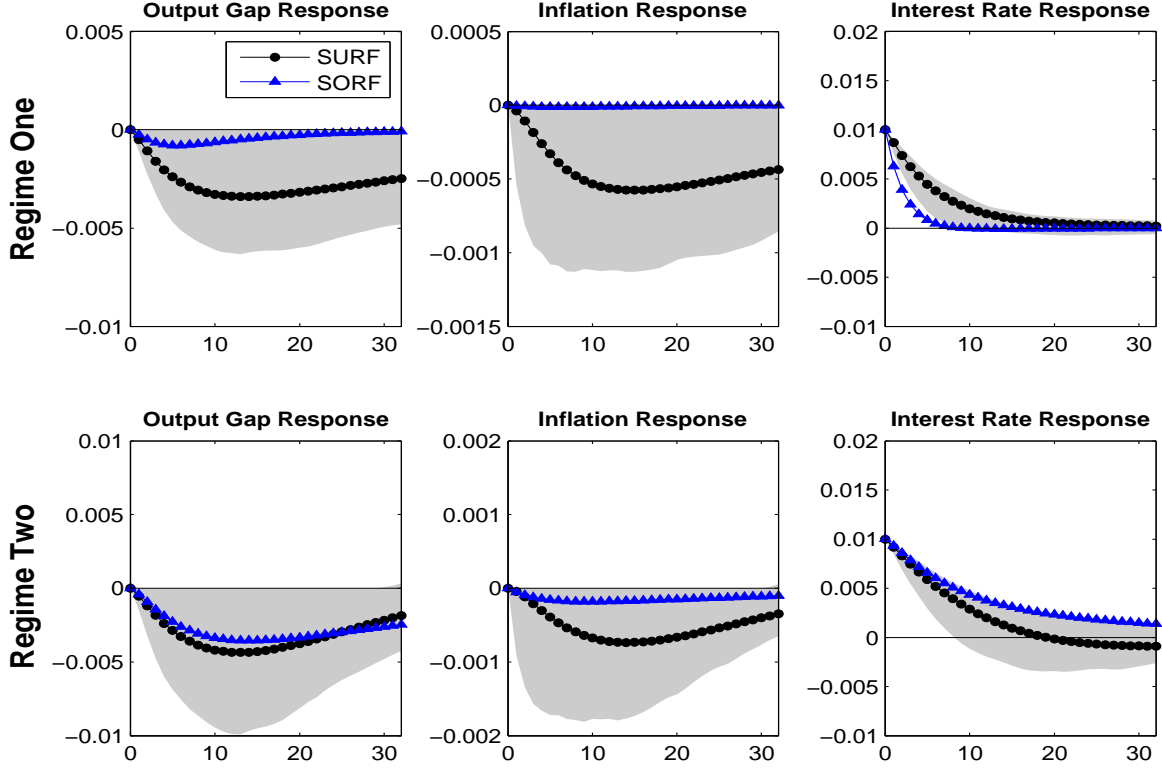 Output Gap Response
Inflation Response
Interest Rate Response
Regime One
0.005
0
−0.005
−0.01
0 10 20 30
SURF
SORF
0.0005
0
−0.0005
−0.001
−0.0015
0 10 20 30
0.02
0.015
0.01
0.005
0
−0.005
−0.01
0 10 20 30
Output Gap Response
Inflation Response
Interest Rate Response
Regime Two
0.01
0.005
0
−0.005
−0.01
0 10 20 30
0.002
0.001
0
−0.001
−0.002
0 10 20 30
0.02
0.015
0.01
0.005
0
−0.005
−0.01
0 10 20 30